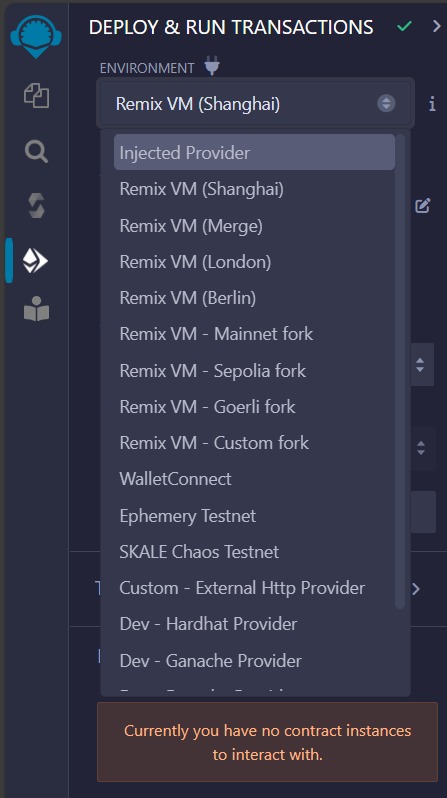 DEPLOY & RUN TRANSACTIONS
ENVIRONMENT
Remix VM (Shanghai)
Injected Provider
Remix VM (Shanghai)
Remix VM (Merge)
Remix VM (London)
Remix VM (Berlin)
Remix VM - Mainnet fork
Remix VM - Sepolia fork
Remix VM - Goerli fork
Remix VM - Custom fork
WalletConnect
Ephemery Testnet
SKALE Chaos Testnet
Custom - External Http Provider
Dev - Hardhat Provider
Dev - Ganache Provider
Currently you have no contract instances
to interact with.